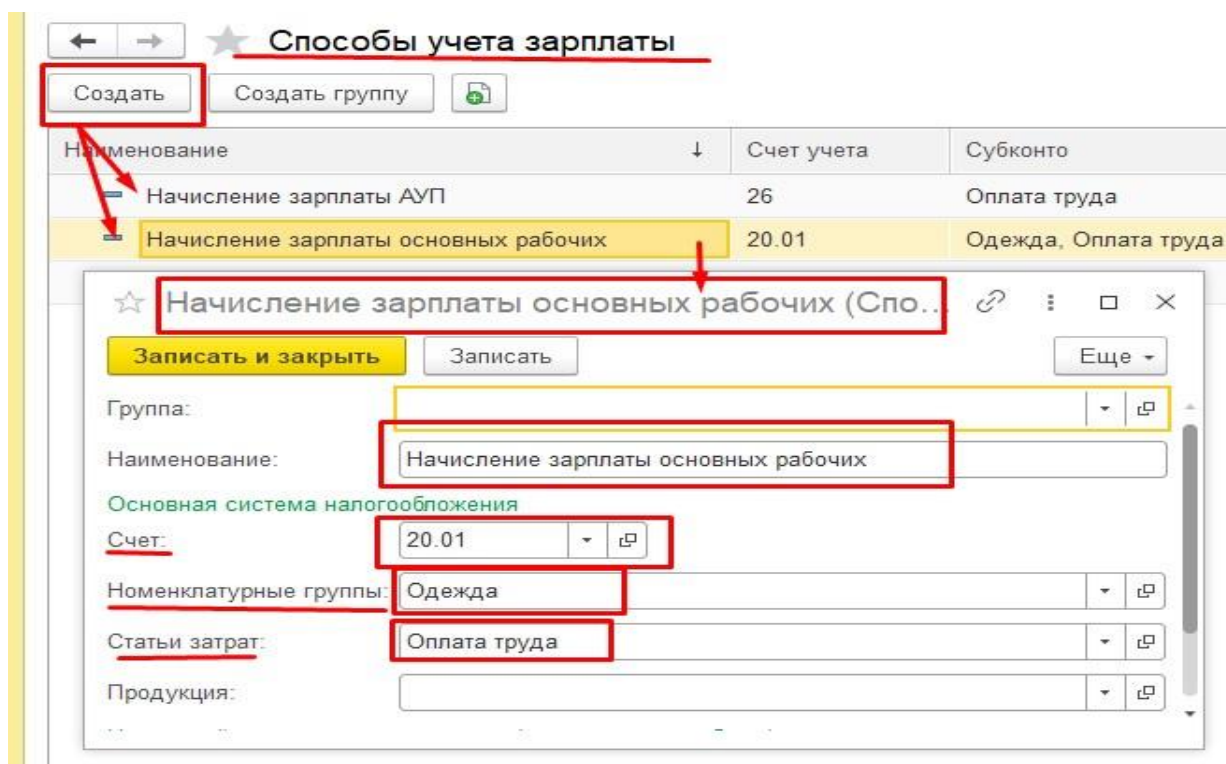 Способы учета зарплаты
Создать Создать группу
Наименование ↓ Счет учета Субконто
Начисление зарплаты АУП 26 Оплата труда
Начисление зарплаты основных рабочих 20.01 Одежда, Оплата труда
Начисление зарплаты основных рабочих (Спо...
Записать и закрыть Записать Еще
Группа:
Наименование: Начисление зарплаты основных рабочих
Основная система налогообложения
Счет: 20.01
Номенклатурные группы: Одежда
Статьи затрат: Оплата труда
Продукция: